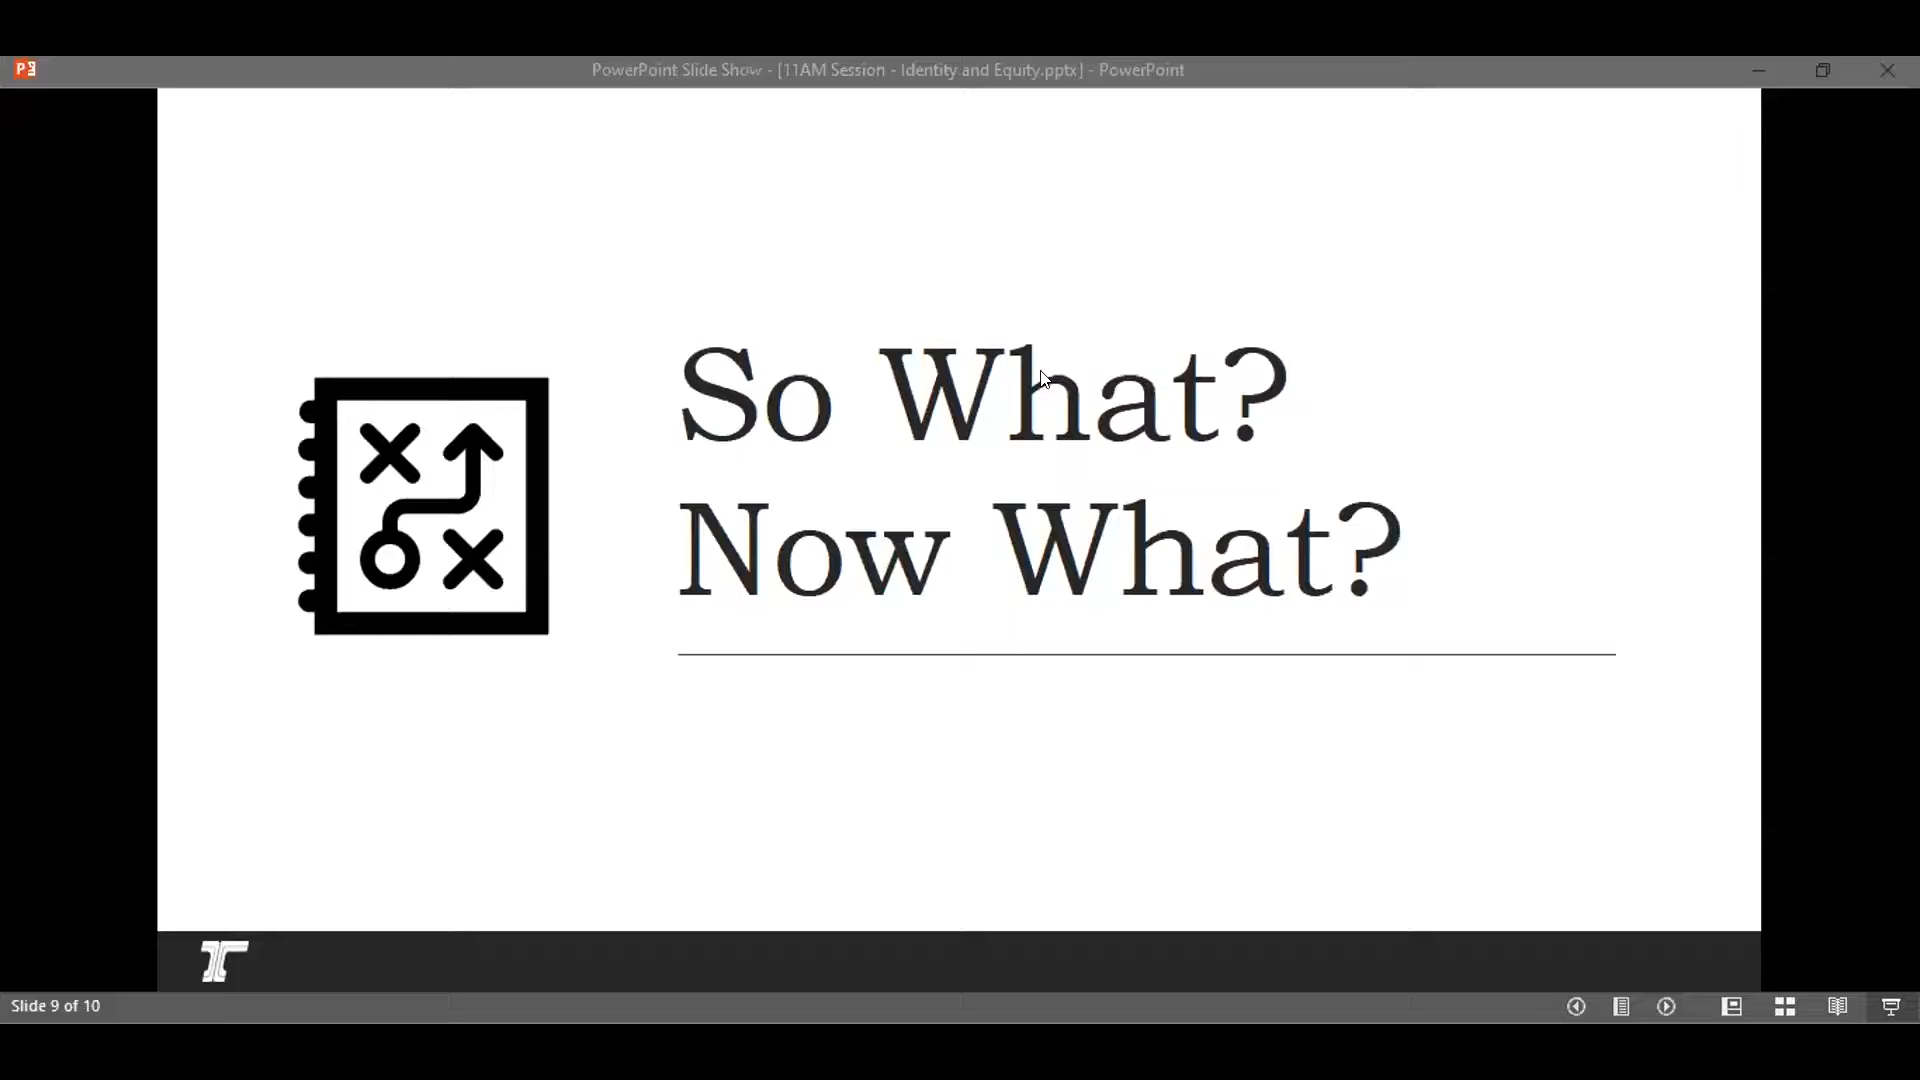 PowerPoint Slide Show - [11AM Session - Identity and Equity.pptx] - PowerPoint
So What?
Now What?
Slide 9 of 10